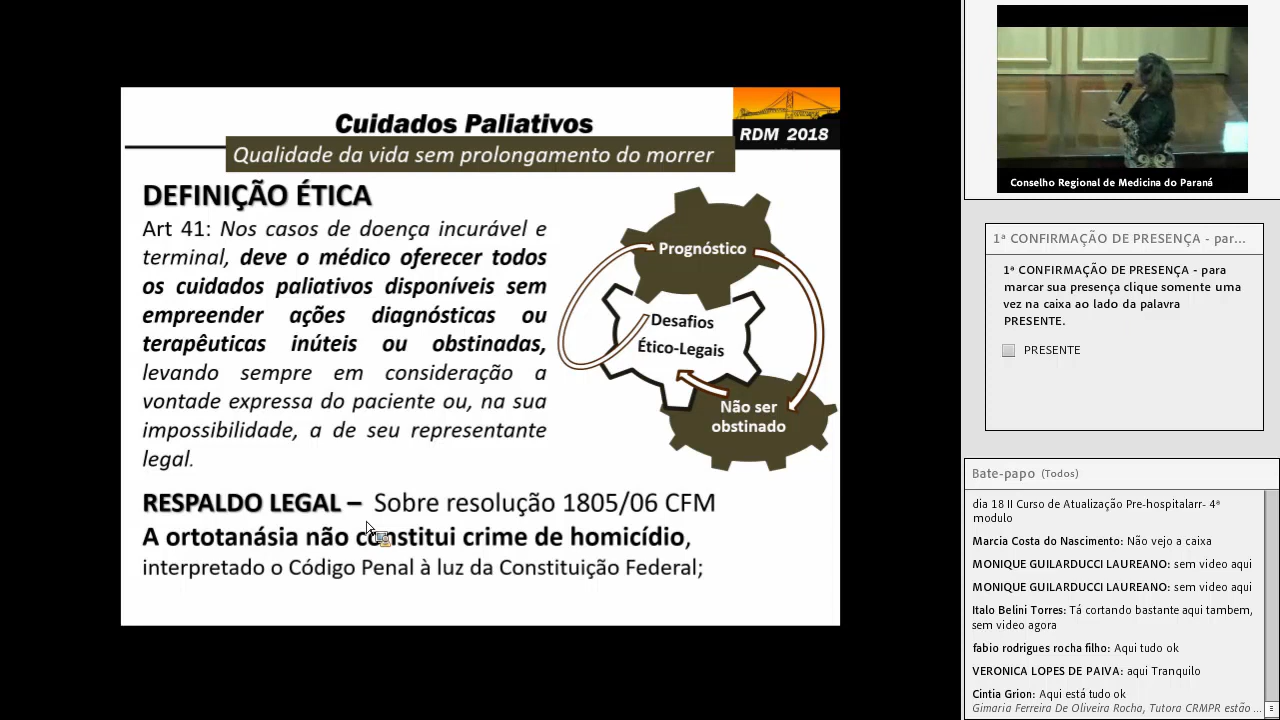 Cuidados Paliativos
RDM 2018
Qualidade da vida sem prolongamento do morrer
DEFINIÇÃO ÉTICA
Art 41: Nos casos de doença incurável e
terminal, deve o médico oferecer todos
os cuidados paliativos disponíveis sem
empreender ações diagnósticas ou
terapêuticas inúteis ou obstinadas,
levando sempre em consideração a
vontade expressa do paciente ou, na sua
impossibilidade, a de seu representante
legal.
Prognóstico
Desafios
Ético-Legais
Não ser
obstinado
RESPALDO LEGAL – Sobre resolução 1805/06 CFM
A ortotanásia não constitui crime de homicídio,
interpretado o Código Penal à luz da Constituição Federal;
Conselho Regional de Medicina do Paraná
1ª CONFIRMAÇÃO DE PRESENÇA - par...
1ª CONFIRMAÇÃO DE PRESENÇA - para
marcar sua presença clique somente uma
vez na caixa ao lado da palavra
PRESENTE.
PRESENTE
Bate-papo (Todos)
dia 18 II Curso de Atualização Pre-hospitalarr- 4ª
modulo
Marcia Costa do Nascimento: Não vejo a caixa
MONIQUE GUILARDUCCI LAUREANO: sem video aqui
MONIQUE GUILARDUCCI LAUREANO: sem video aqui
Italo Belini Torres: Tá cortando bastante aqui tambem,
sem video agora
fabio rodrigues rocha filho: Aqui tudo ok
VERONICA LOPES DE PAIVA: aqui Tranquilo
Cintia Grion: Aqui está tudo ok
Gimaria Ferreira De Oliveira Rocha, Tutora CRMPR estão ...